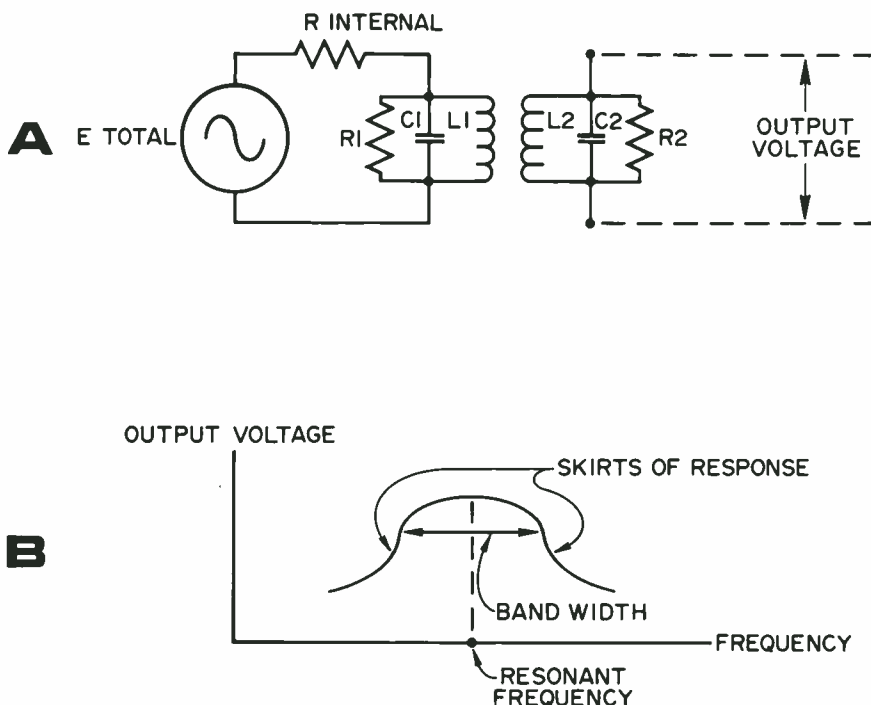 R INTERNAL
A
E TOTAL
R1
C1
L1
L2
C2
R2
OUTPUT
VOLTAGE
B
OUTPUT VOLTAGE
SKIRTS OF RESPONSE
BAND WIDTH
FREQUENCY
RESONANT
FREQUENCY